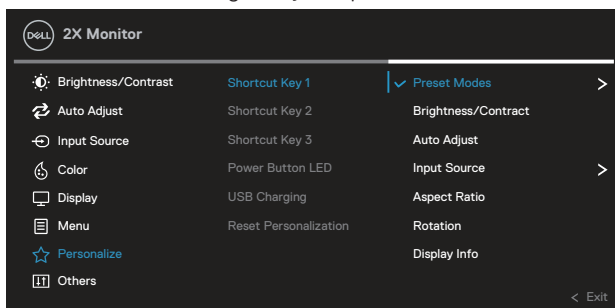 DELL 2X Monitor
Brightness/Contrast Shortcut Key 1 Preset Modes >
Auto Adjust Shortcut Key 2 Brightness/Contract
Input Source Shortcut Key 3 Auto Adjust
Color Power Button LED Input Source >
Display USB Charging Aspect Ratio
Menu Reset Personalization Rotation
Personalize Display Info
Others
< Exit